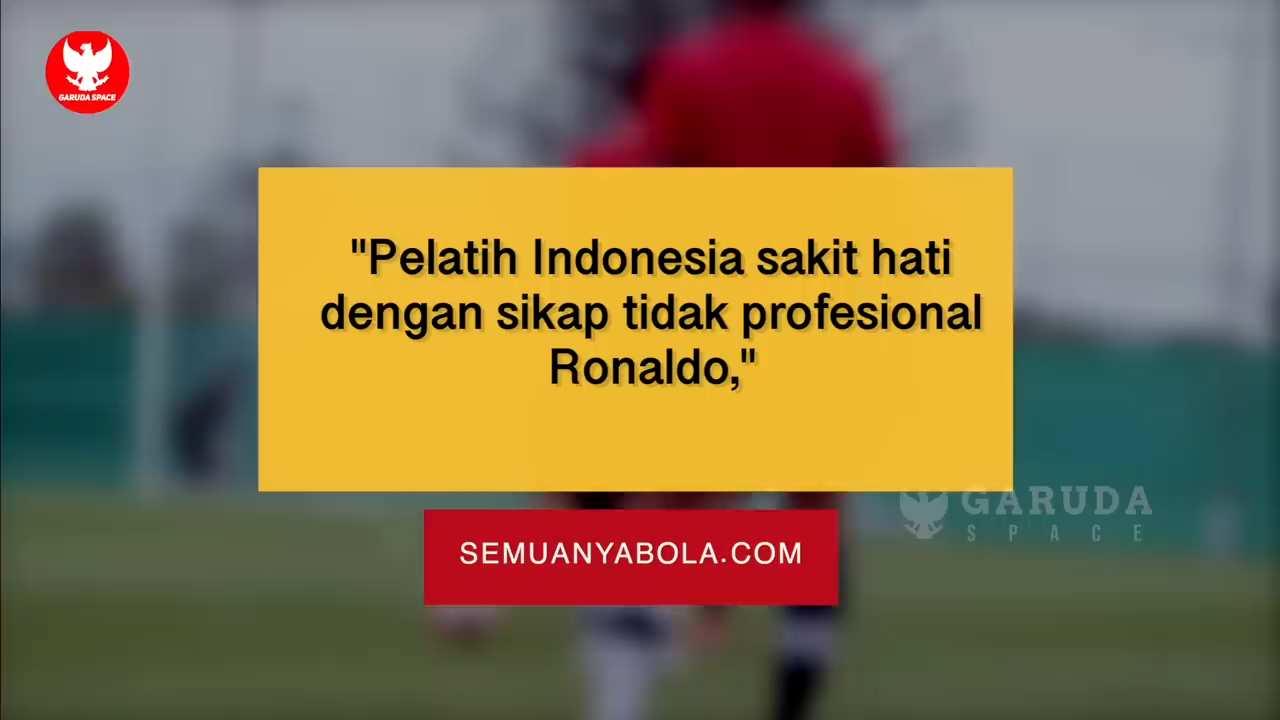 GARUDA SPACE
"Pelatih Indonesia sakit hati
dengan sikap tidak profesional
Ronaldo,"
GARUDA
SPACE
SEMUANYABOLA.COM